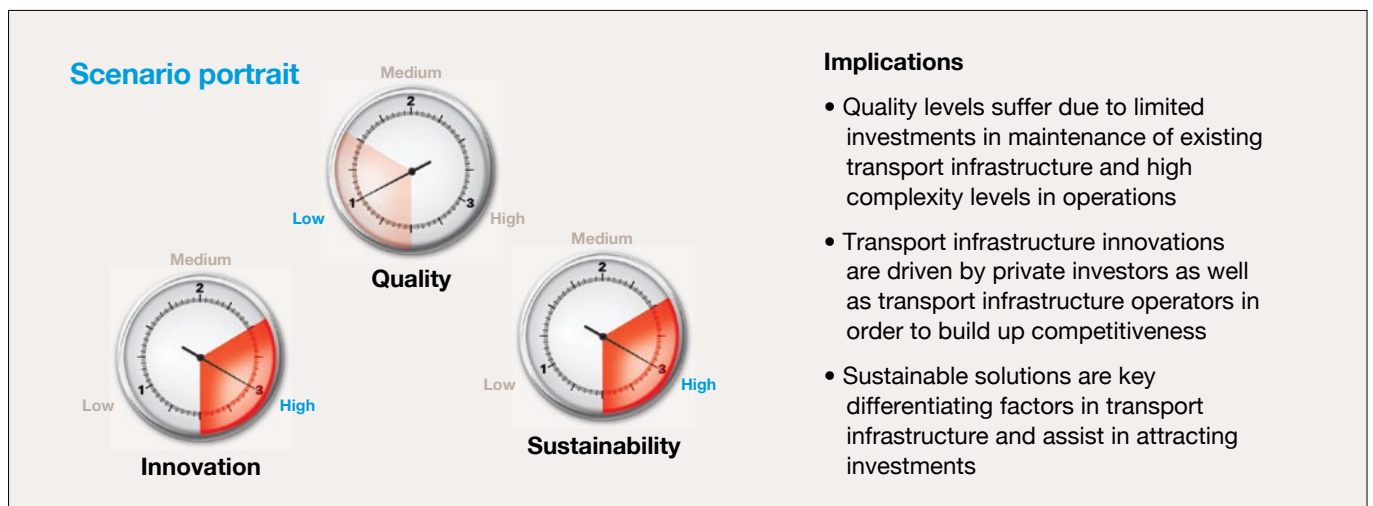 Scenario portrait
Medium
2
1
3
Low
High
Quality
Medium
2
1
3
Low
High
Innovation
Medium
2
1
3
Low
High
Sustainability
Implications
• Quality levels suffer due to limited
investments in maintenance of existing
transport infrastructure and high
complexity levels in operations
• Transport infrastructure innovations
are driven by private investors as well
as transport infrastructure operators in
order to build up competitiveness
• Sustainable solutions are key
differentiating factors in transport
infrastructure and assist in attracting
investments